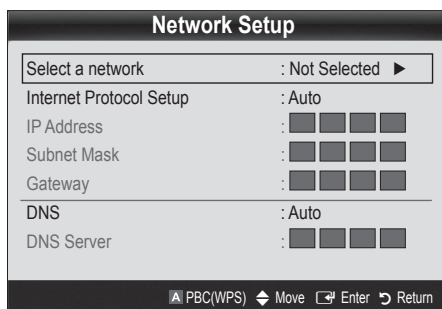 Network Setup
Select a network : Not Selected ►
Internet Protocol Setup : Auto
IP Address :
Subnet Mask :
Gateway :
DNS : Auto
DNS Server :
A PBC(WPS) Move Enter Return